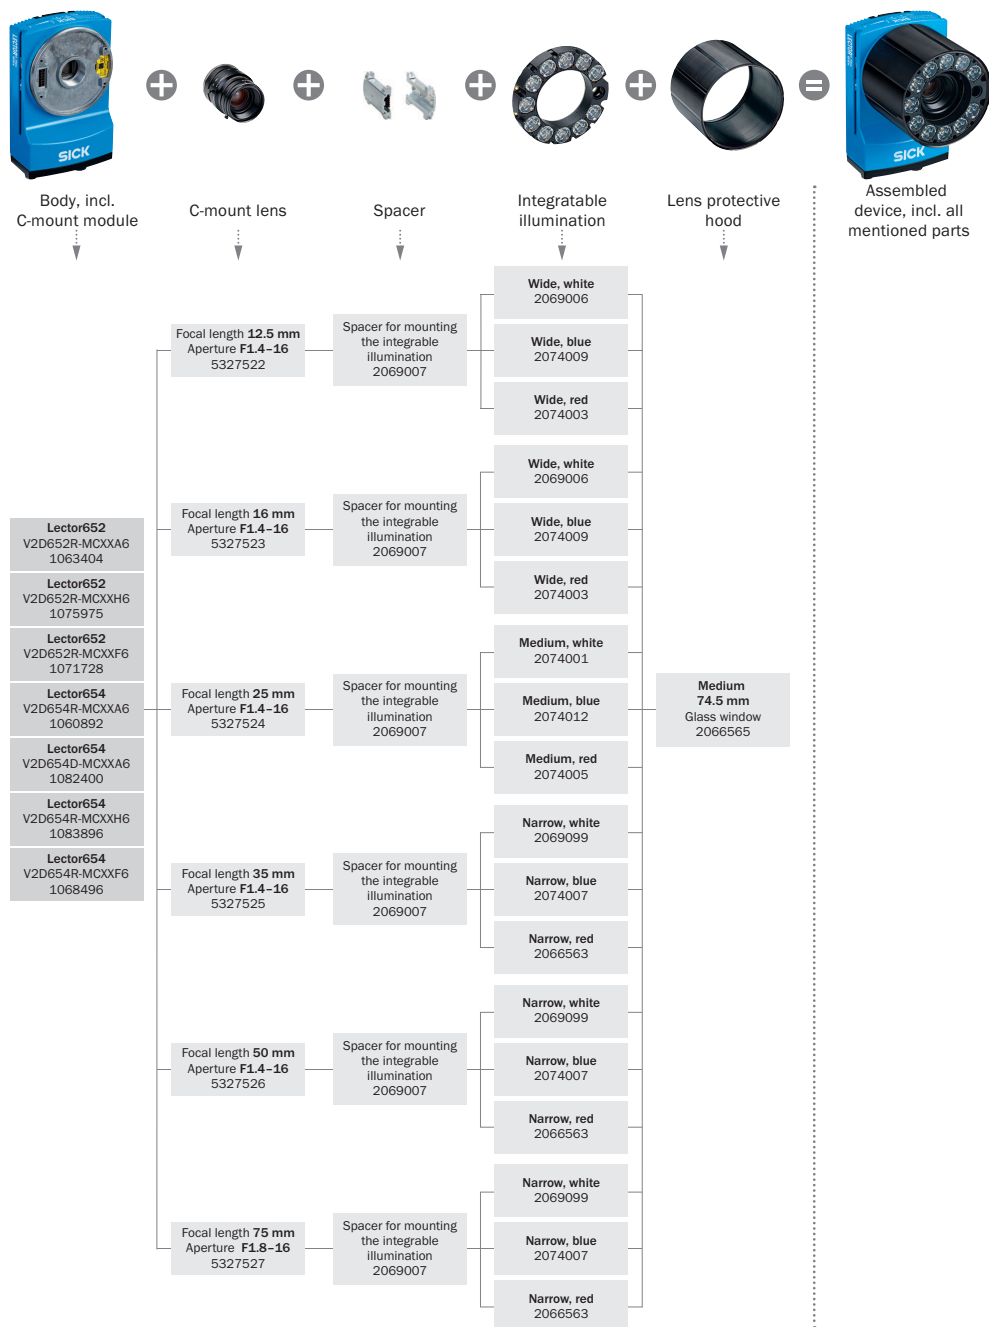 SICK
SICK
Body, incl.
C-mount module
C-mount lens
Spacer
Integratable
illumination
Lens protective
hood
Assembled
device, incl. all
mentioned parts
Lector652
V2D652R-MCXXA6
1063404
Lector652
V2D652R-MCXXH6
1075975
Lector652
V2D652R-MCXXF6
1071728
Lector654
V2D654R-MCXXA6
1060892
Lector654
V2D654D-MCXXA6
1082400
Lector654
V2D654R-MCXXH6
1083896
Lector654
V2D654R-MCXXF6
1068496
Focal length 12.5 mm
Aperture F1.4–16
5327522
Spacer for mounting
the integrable
illumination
2069007
Wide, white
2069006
Wide, blue
2074009
Wide, red
2074003
Focal length 16 mm
Aperture F1.4–16
5327523
Spacer for mounting
the integrable
illumination
2069007
Wide, white
2069006
Wide, blue
2074009
Wide, red
2074003
Focal length 25 mm
Aperture F1.4–16
5327524
Spacer for mounting
the integrable
illumination
2069007
Medium, white
2074001
Medium, blue
2074012
Medium, red
2074005
Focal length 35 mm
Aperture F1.4–16
5327525
Spacer for mounting
the integrable
illumination
2069007
Narrow, white
2069099
Narrow, blue
2074007
Narrow, red
2066563
Focal length 50 mm
Aperture F1.4–16
5327526
Spacer for mounting
the integrable
illumination
2069007
Narrow, white
2069099
Narrow, blue
2074007
Narrow, red
2066563
Focal length 75 mm
Aperture F1.8–16
5327527
Spacer for mounting
the integrable
illumination
2069007
Narrow, white
2069099
Narrow, blue
2074007
Narrow, red
2066563
Medium
74.5 mm
Glass window
2066565